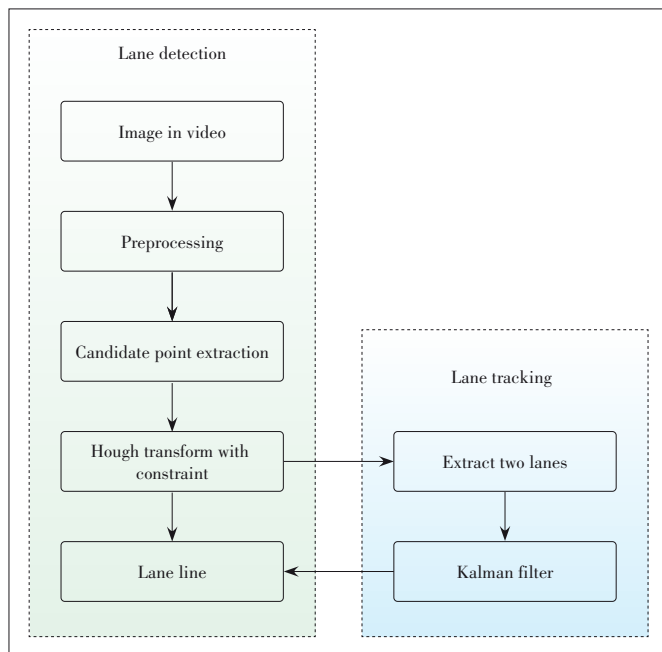 Lane detection
Image in video
Preprocessing
Candidate point extraction
Hough transform with
constraint
Lane line
Lane tracking
Extract two lanes
Kalman filter